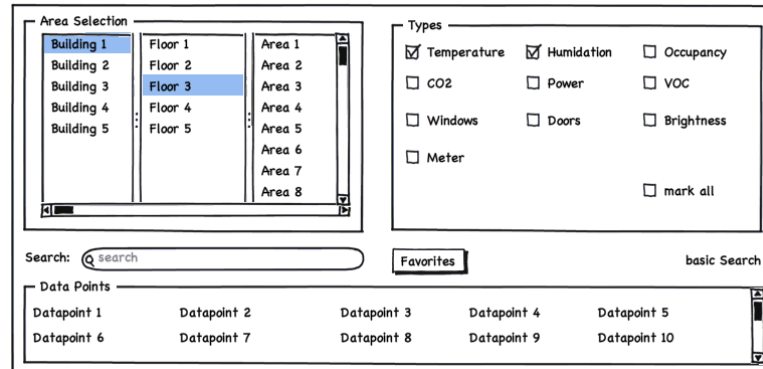 Area Selection
Building 1
Building 2
Building 3
Building 4
Building 5
Floor 1
Floor 2
Floor 3
Floor 4
Floor 5
Area 1
Area 2
Area 3
Area 4
Area 5
Area 6
Area 7
Area 8
Types
Temperature Humidation Occupancy
CO2 Power VOC
Windows Doors Brightness
Meter
mark all
Search: search Favorites basic Search
Data Points
Datapoint 1 Datapoint 2 Datapoint 3 Datapoint 4 Datapoint 5
Datapoint 6 Datapoint 7 Datapoint 8 Datapoint 9 Datapoint 10